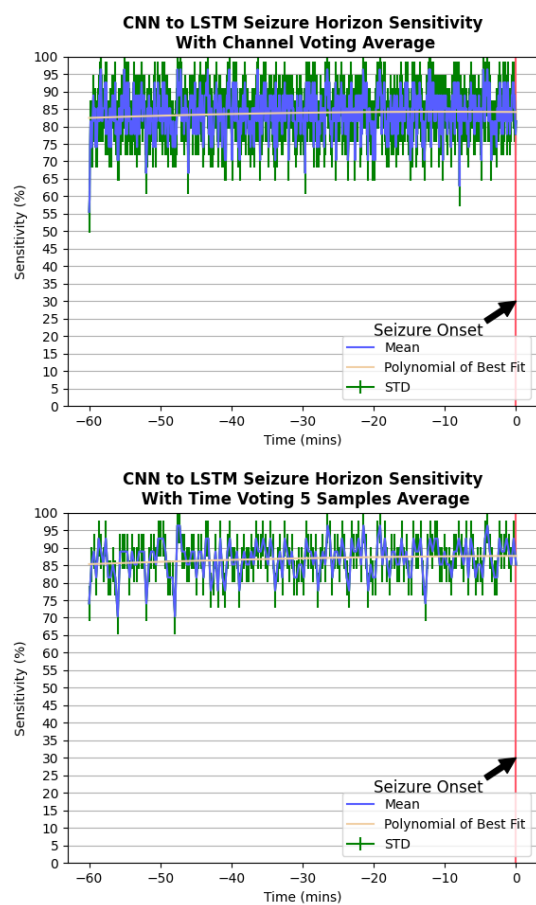 CNN to LSTM Seizure Horizon Sensitivity
With Channel Voting Average
100
95
90
85
80
75
70
65
60
55
50
45
40
35
30
25
20
15
10
5
0
Sensitivity (%)
Seizure Onset
Mean
Polynomial of Best Fit
STD
−60 −50 −40 −30 −20 −10 0
Time (mins)
CNN to LSTM Seizure Horizon Sensitivity
With Time Voting 5 Samples Average
100
95
90
85
80
75
70
65
60
55
50
45
40
35
30
25
20
15
10
5
0
Sensitivity (%)
Seizure Onset
Mean
Polynomial of Best Fit
STD
−60 −50 −40 −30 −20 −10 0
Time (mins)